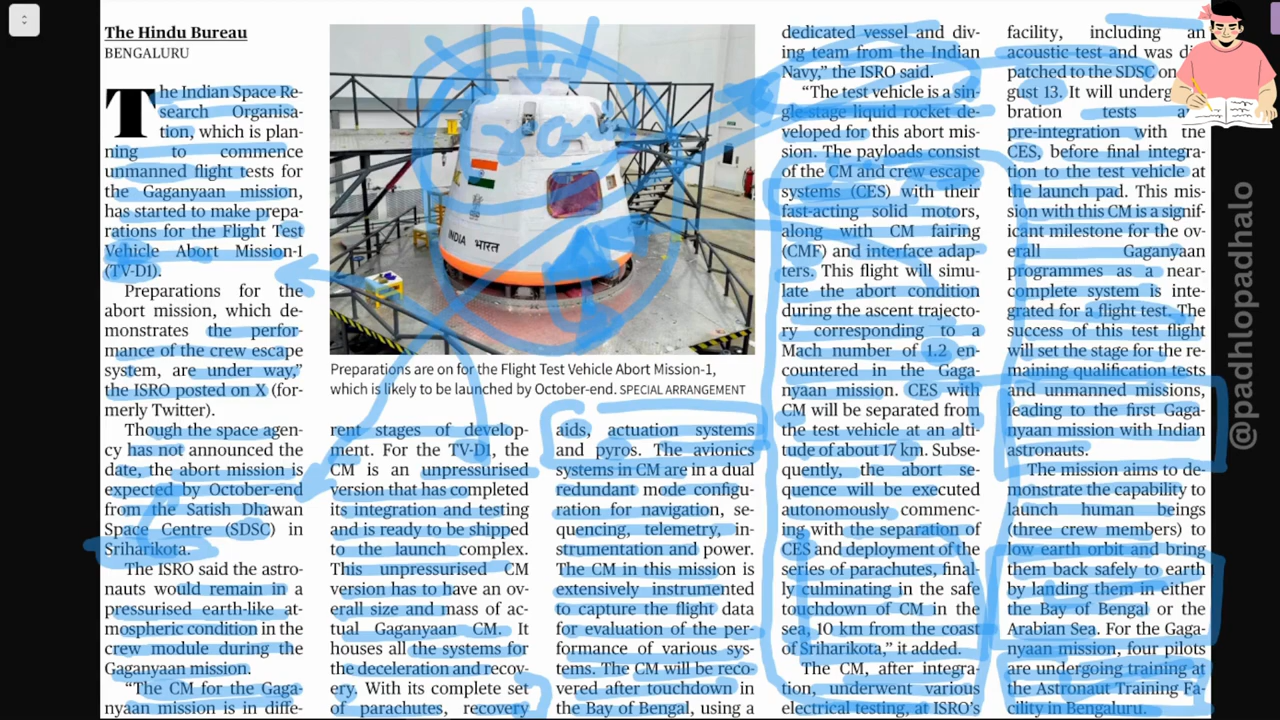 The Hindu Bureau
BENGALURU
The Indian Space Re-
search Organisa-
tion, which is plan-
ning to commence
unmanned flight tests for
the Gaganyaan mission,
has started to make prepa-
rations for the Flight Test
Vehicle Abort Mission-1
(TV-D1).
Preparations for the
abort mission, which de-
monstrates the perfor-
mance of the crew escape
system, are under way,”
the ISRO posted on X (for-
merly Twitter).
Though the space agen-
cy has not announced the
date, the abort mission is
expected by October-end
from the Satish Dhawan
Space Centre (SDSC) in
Sriharikota.
The ISRO said the astro-
nauts would remain in a
pressurised earth-like at-
mospheric condition in the
crew module during the
Gaganyaan mission.
“The CM for the Gaga-
nyaan mission is in diffe-
INDIA भारत
Preparations are on for the Flight Test Vehicle Abort Mission-1,
which is likely to be launched by October-end. SPECIAL ARRANGEMENT
rent stages of develop-
ment. For the TV-D1, the
CM is an unpressurised
version that has completed
its integration and testing
and is ready to be shipped
to the launch complex.
This unpressurised CM
version has to have an ov-
erall size and mass of ac-
tual Gaganyaan CM. It
houses all the systems for
the deceleration and recov-
ery. With its complete set
of parachutes, recovery
aids, actuation systems
and pyros. The avionics
systems in CM are in a dual
redundant mode configu-
ration for navigation, se-
quencing, telemetry, in-
strumentation and power.
The CM in this mission is
extensively instrumented
to capture the flight data
for evaluation of the per-
formance of various sys-
tems. The CM will be reco-
vered after touchdown in
the Bay of Bengal, using a
dedicated vessel and div-
ing team from the Indian
Navy,” the ISRO said.
“The test vehicle is a sin-
gle-stage liquid rocket de-
veloped for this abort mis-
sion. The payloads consist
of the CM and crew escape
systems (CES) with their
fast-acting solid motors,
along with CM fairing
(CMF) and interface adap-
ters. This flight will simu-
late the abort condition
during the ascent trajecto-
ry corresponding to a
Mach number of 1.2 en-
countered in the Gaga-
nyaan mission. CES with
CM will be separated from
the test vehicle at an alti-
tude of about 17 km. Subse-
quently, the abort se-
quence will be executed
autonomously commenc-
ing with the separation of
CES and deployment of the
series of parachutes, final-
ly culminating in the safe
touchdown of CM in the
sea, 10 km from the coast
of Sriharikota,” it added.
The CM, after integra-
tion, underwent various
electrical testing, at ISRO’s
facility, including an
acoustic test and was
patched to the SDSC on
gust 13. It will
bration tests
pre-integration with the
CES, before final integra-
tion to the test vehicle at
the launch pad. This mis-
sion with this CM is a signif-
icant milestone for the ov-
erall Gaganyaan
programmes as a near-
complete system is inte-
grated for a flight test. The
success of this test flight
will set the stage for the re-
maining qualification tests
and unmanned missions,
leading to the first Gaga-
nyaan mission with Indian
astronauts.
The mission aims to de-
monstrate the capability to
launch human beings
(three crew members) to
low earth orbit and bring
them back safely to earth
by landing them in either
the Bay of Bengal or the
Arabian Sea. For the Gaga-
nyaan mission, four pilots
are undergoing training at
the Astronaut Training Fa-
cility in Bengaluru.
@padhlopadhalo